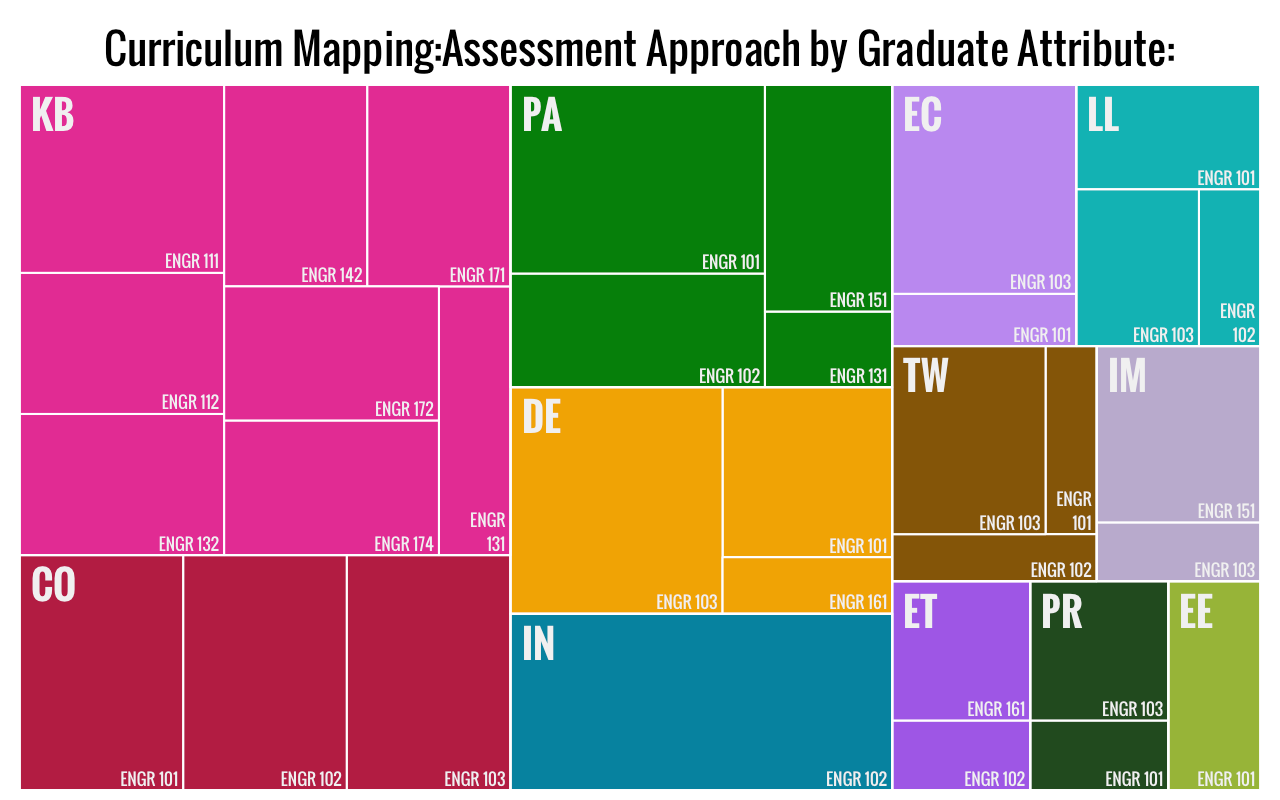 Curriculum Mapping:Assessment Approach by Graduate Attribute:
KB
ENGR 111
ENGR 142
ENGR 171
ENGR 112
ENGR 172
ENGR 132
ENGR 174
ENGR
131
CO
ENGR 101
ENGR 102
ENGR 103
PA
ENGR 101
ENGR 151
ENGR 102
ENGR 131
DE
ENGR 103
ENGR 101
ENGR 161
IN
ENGR 102
EC
ENGR 103
ENGR 101
LL
ENGR 101
ENGR 103
ENGR
102
TW
ENGR 103
ENGR
101
ENGR 102
IM
ENGR 151
ENGR 103
ET
ENGR 161
ENGR 102
PR
ENGR 103
ENGR 101
EE
ENGR 101